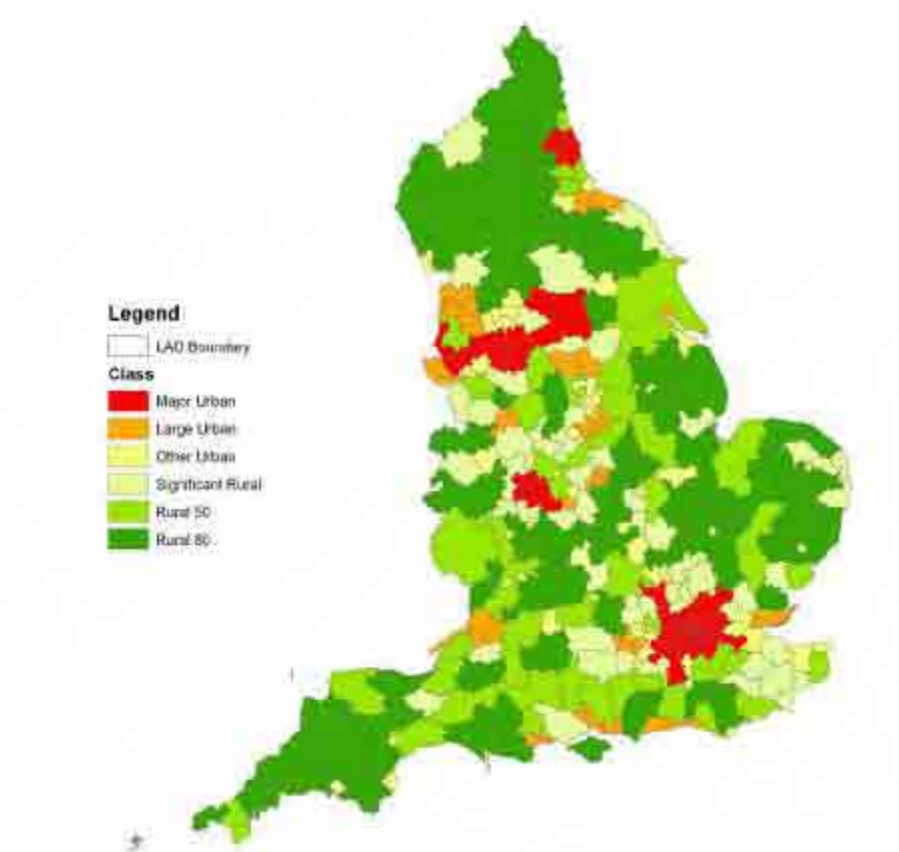 Legend
LAD Boundary
Class
Major Urban
Large Urban
Other Urban
Significant Rural
Rural 50
Rural 80